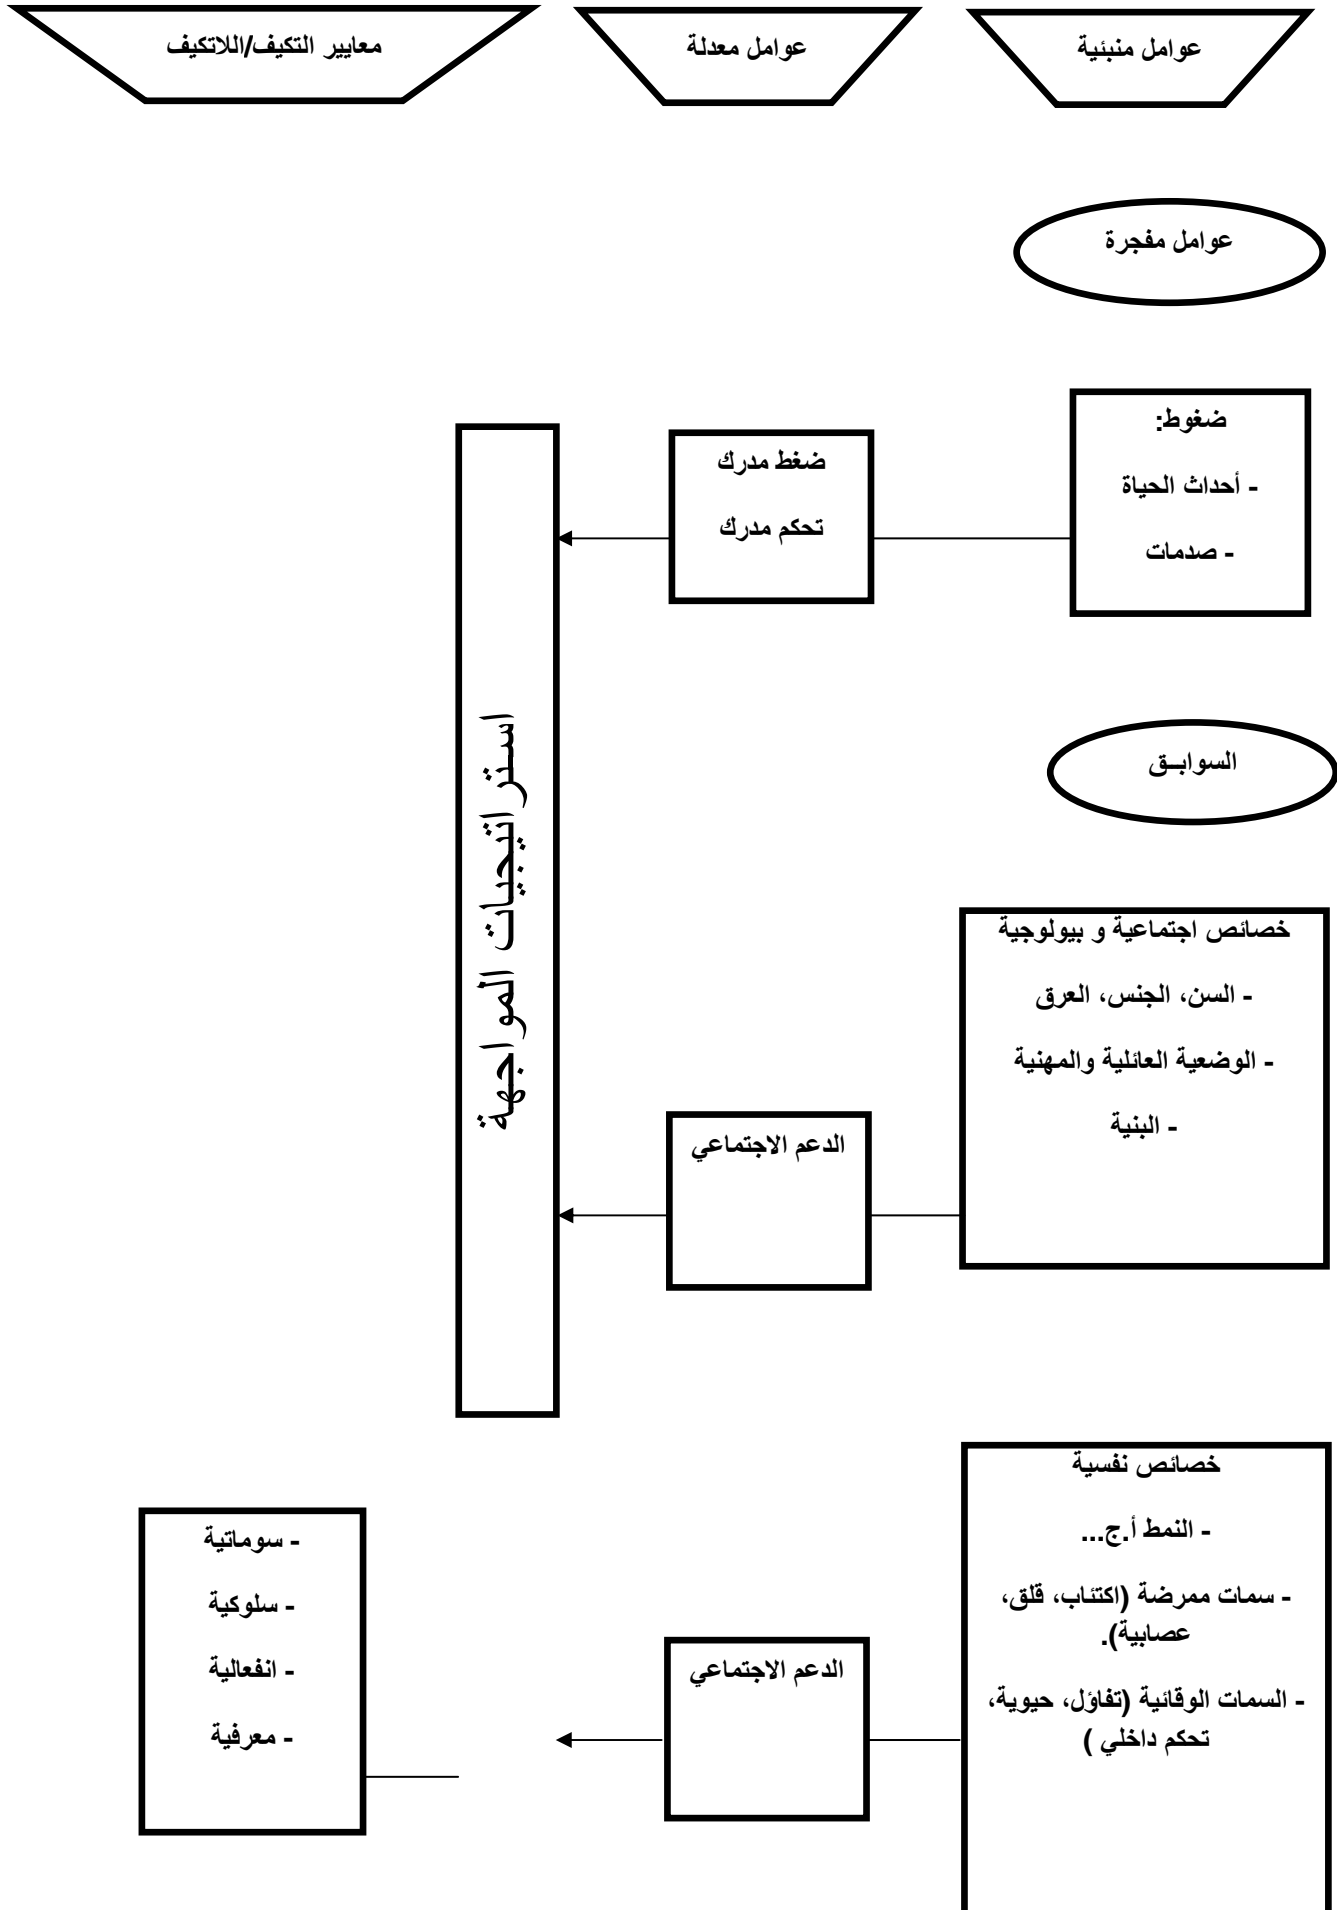 عوامل منبئية
عوامل معدلة
معايير التكيف/اللاتكيف
عوامل مفجرة
ضغوط:
- أحداث الحياة
- صدمات
ضغط مدرك
تحكم مدرك
استراتيجيات المواجهة
السوابــق
خصائص اجتماعية و بيولوجية
- السن، الجنس، العرق
- الوضعية العائلية والمهنية
- البنية
الدعم الاجتماعي
خصائص نفسية
- النمط أ.ج...
- سمات ممرضة (اكتئاب، قلق،
عصابية).
- السمات الوقائية (تفاؤل، حيوية،
تحكم داخلي )
الدعم الاجتماعي
- سوماتية
- سلوكية
- انفعالية
- معرفية